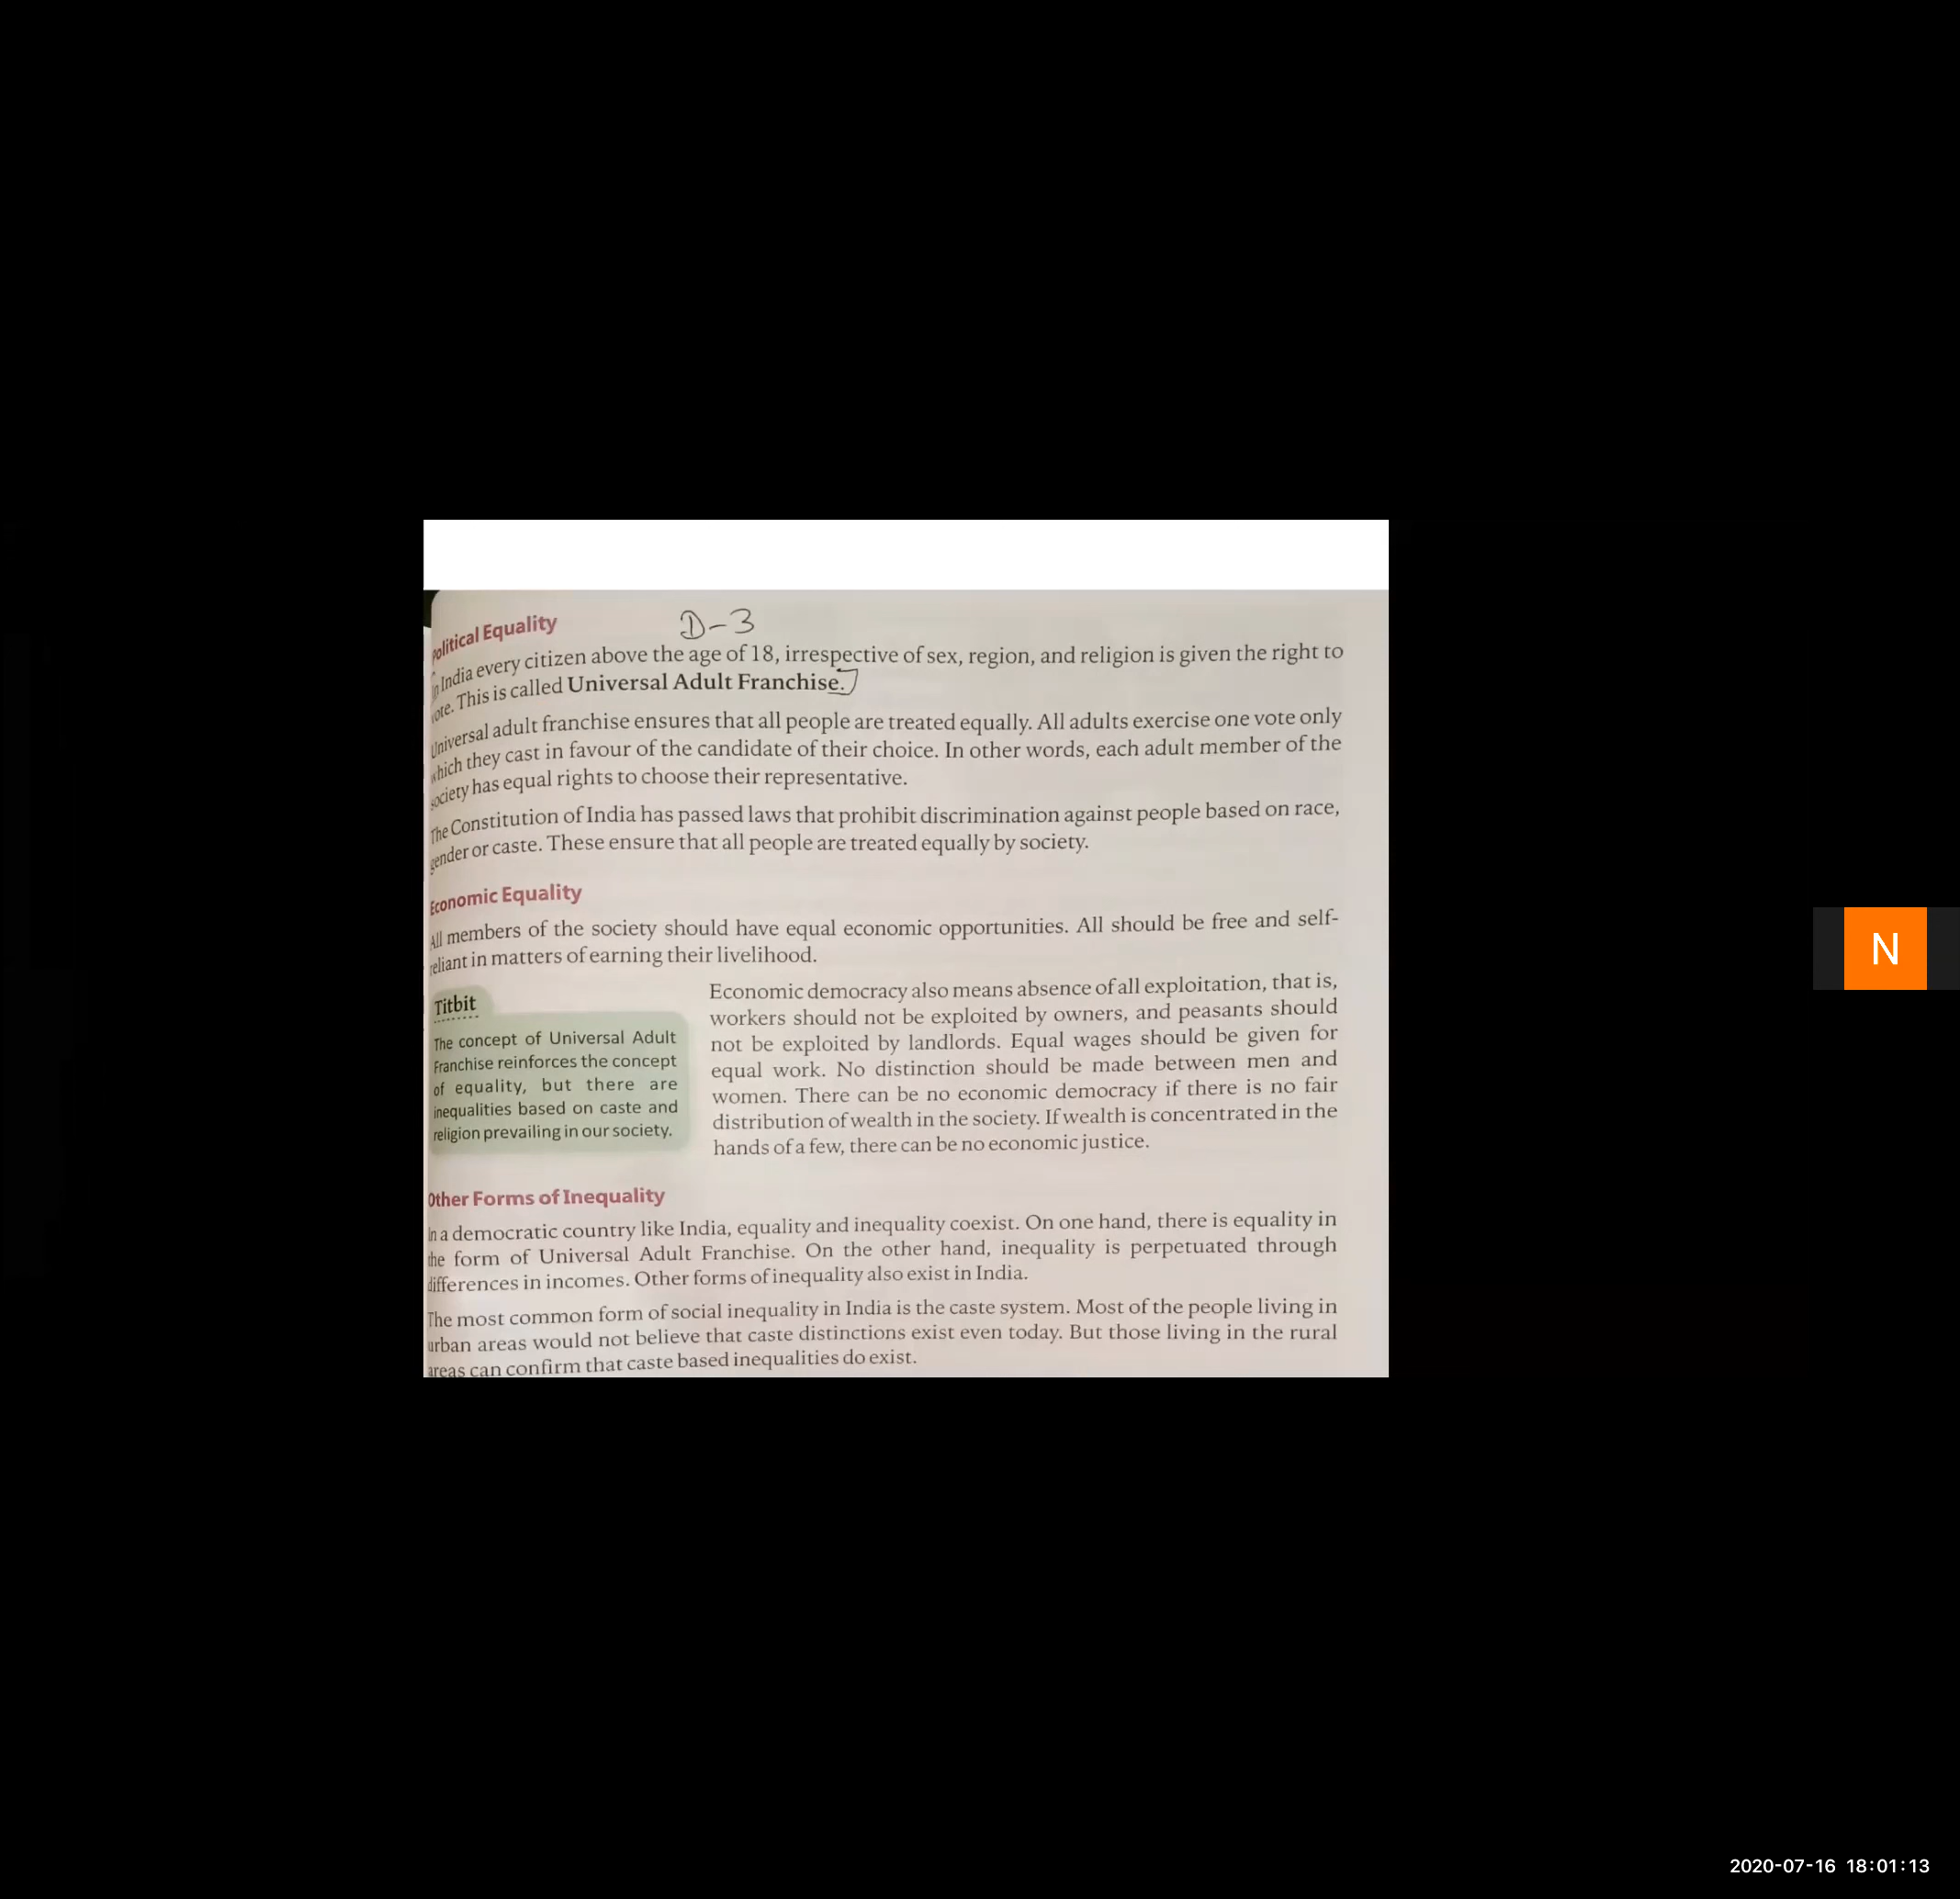 Political Equality
D-3
In India every citizen above the age of 18, irrespective of sex, region, and religion is given the right to
vote. This is called Universal Adult Franchise.
Universal adult franchise ensures that all people are treated equally. All adults exercise one vote only
which they cast in favour of the candidate of their choice. In other words, each adult member of the
society has equal rights to choose their representative.
The Constitution of India has passed laws that prohibit discrimination against people based on race,
gender or caste. These ensure that all people are treated equally by society.
Economic Equality
All members of the society should have equal economic opportunities. All should be free and self-
reliant in matters of earning their livelihood.
Titbit
The concept of Universal Adult
Franchise reinforces the concept
of equality, but there are
inequalities based on caste and
religion prevailing in our society.
Economic democracy also means absence of all exploitation, that is,
workers should not be exploited by owners, and peasants should
not be exploited by landlords. Equal wages should be given for
equal work. No distinction should be made between men and
women. There can be no economic democracy if there is no fair
distribution of wealth in the society. If wealth is concentrated in the
hands of a few, there can be no economic justice.
Other Forms of Inequality
In a democratic country like India, equality and inequality coexist. On one hand, there is equality in
the form of Universal Adult Franchise. On the other hand, inequality is perpetuated through
differences in incomes. Other forms of inequality also exist in India.
The most common form of social inequality in India is the caste system. Most of the people living in
urban areas would not believe that caste distinctions exist even today. But those living in the rural
areas can confirm that caste based inequalities do exist.
N
2020-07-16 18:01:13